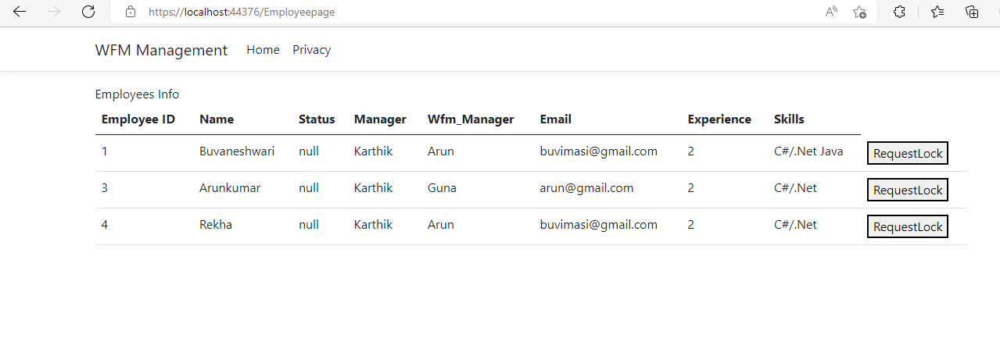 https://localhost:44376/Employeepage
WFM Management Home Privacy
Employees Info
Employee ID Name Status Manager Wfm_Manager Email Experience Skills
1 Buvaneshwari null Karthik Arun buvimasi@gmail.com 2 C#/.Net Java RequestLock
3 Arunkumar null Karthik Guna arun@gmail.com 2 C#/.Net RequestLock
4 Rekha null Karthik Arun buvimasi@gmail.com 2 C#/.Net RequestLock